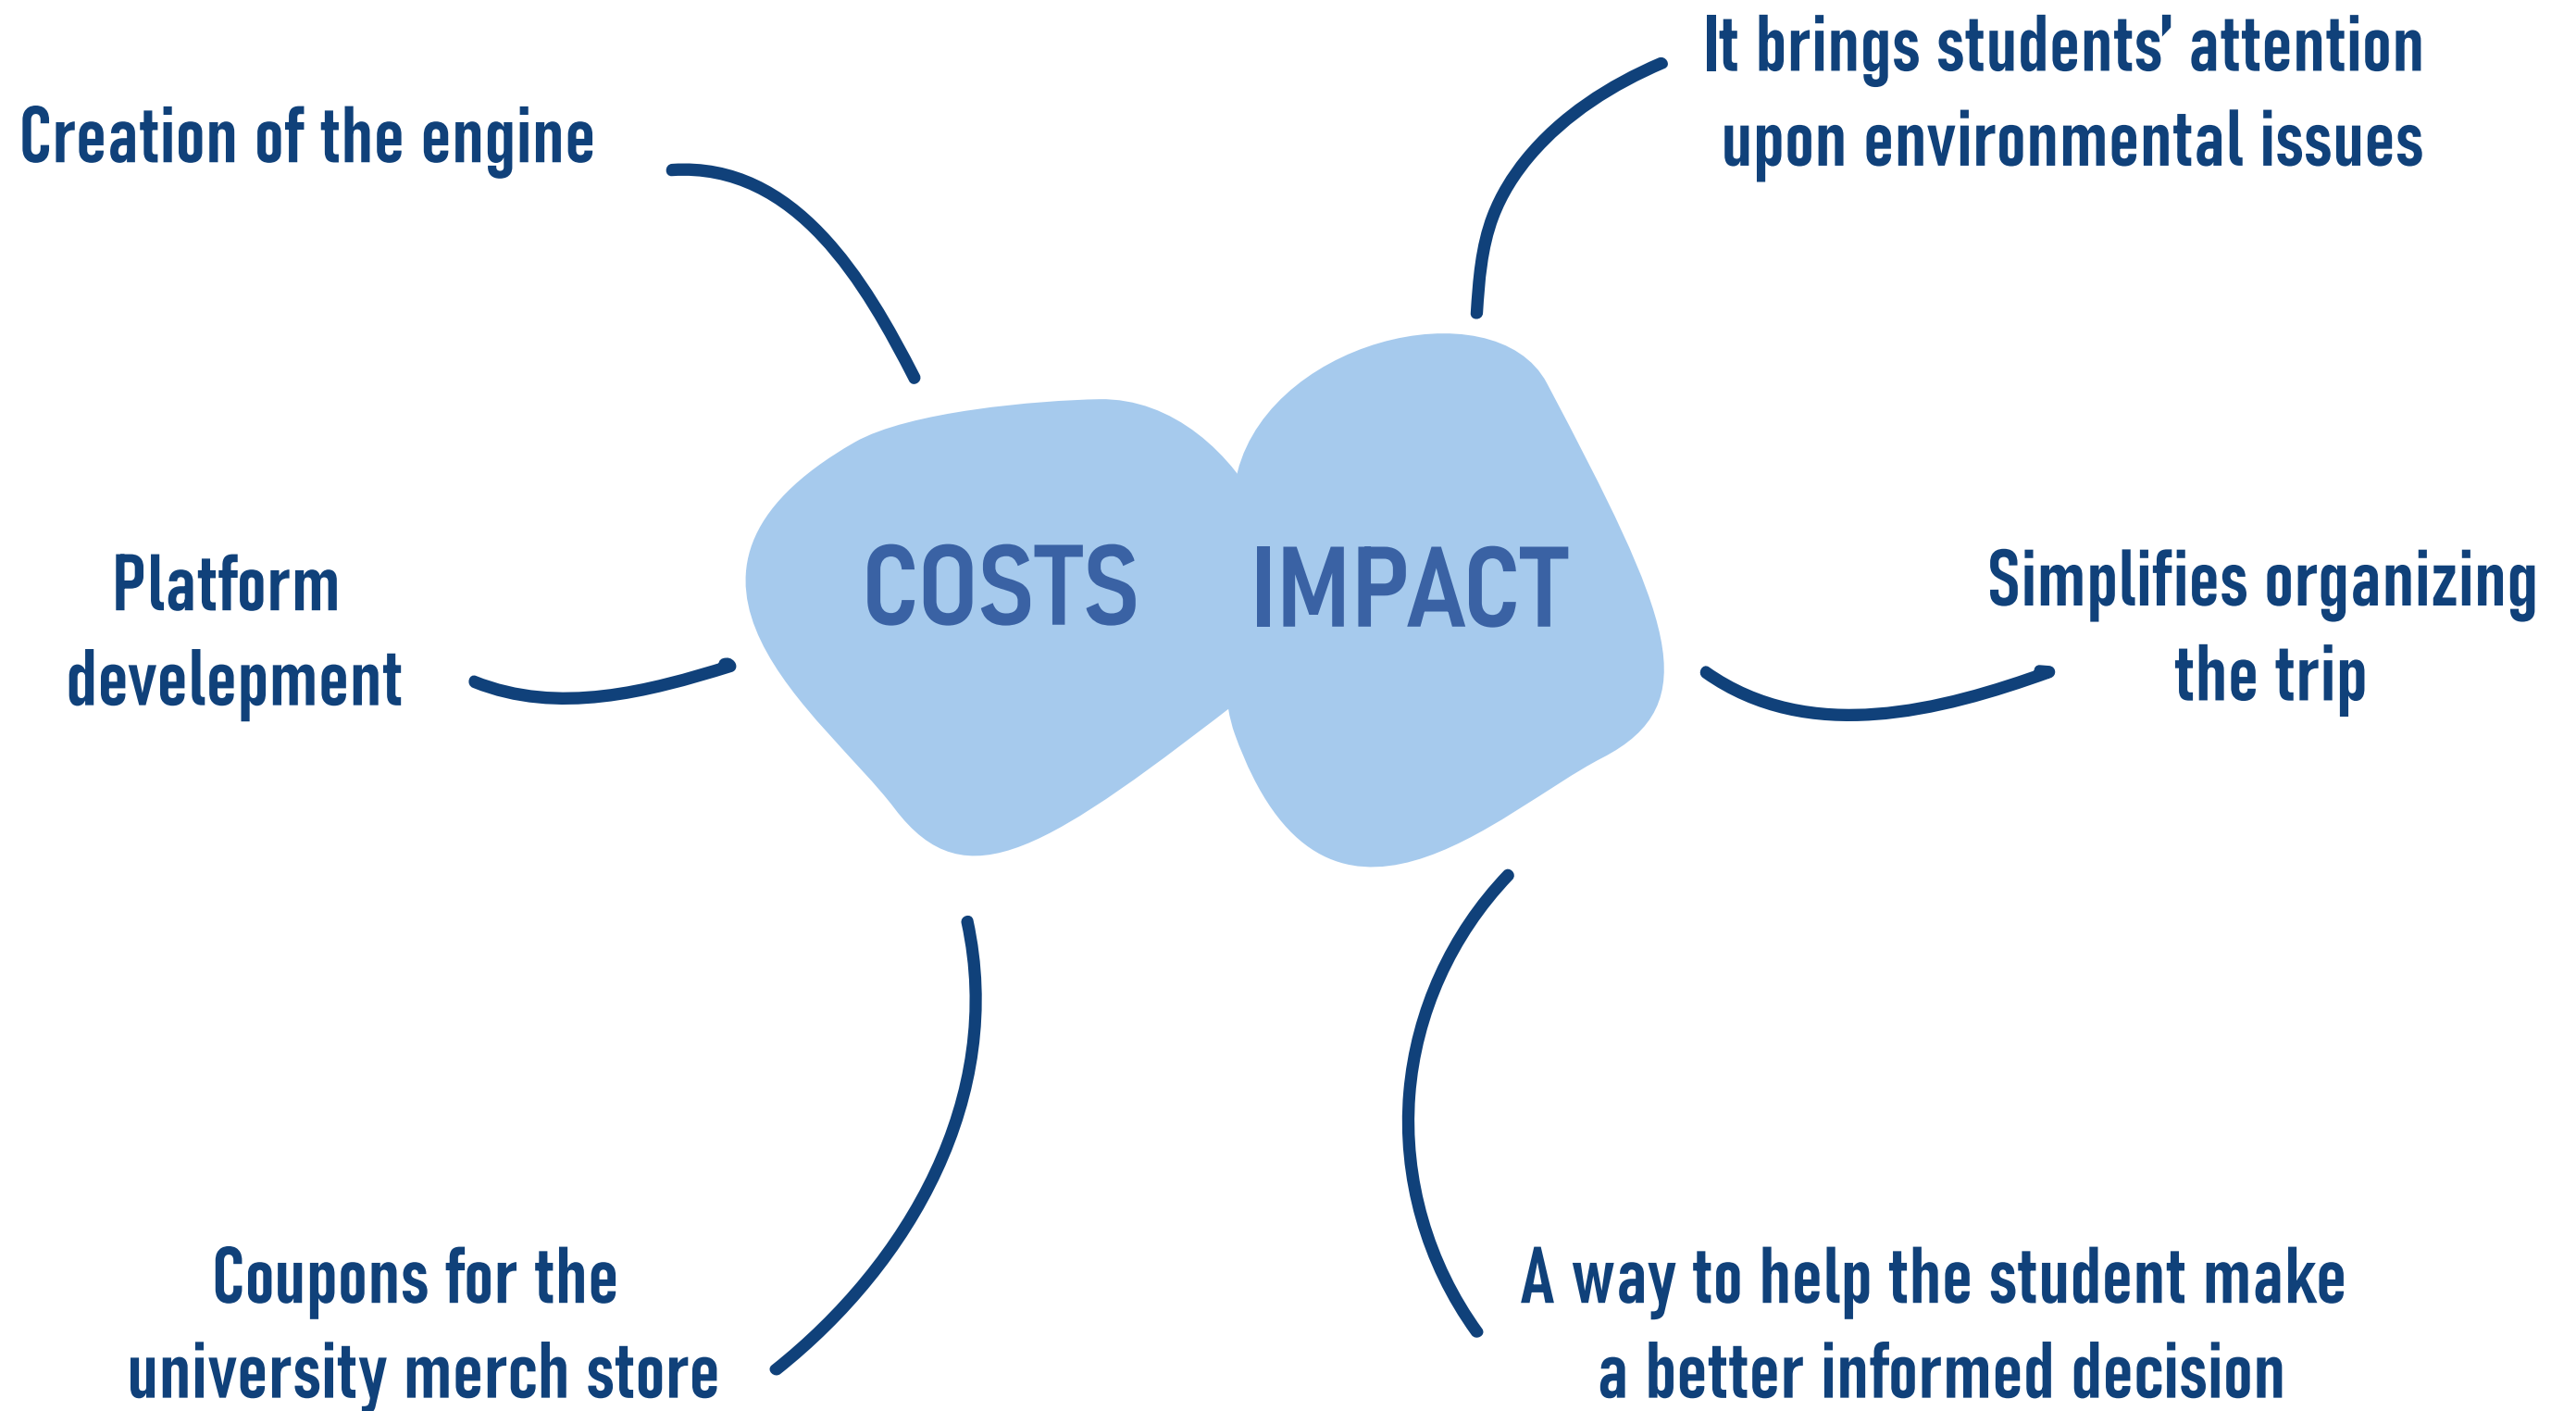 Creation of the engine
Platform
develepment
Coupons for the
university merch store
COSTS
IMPACT
It brings students’ attention
upon environmental issues
Simplifies organizing
the trip
A way to help the student make
a better informed decision